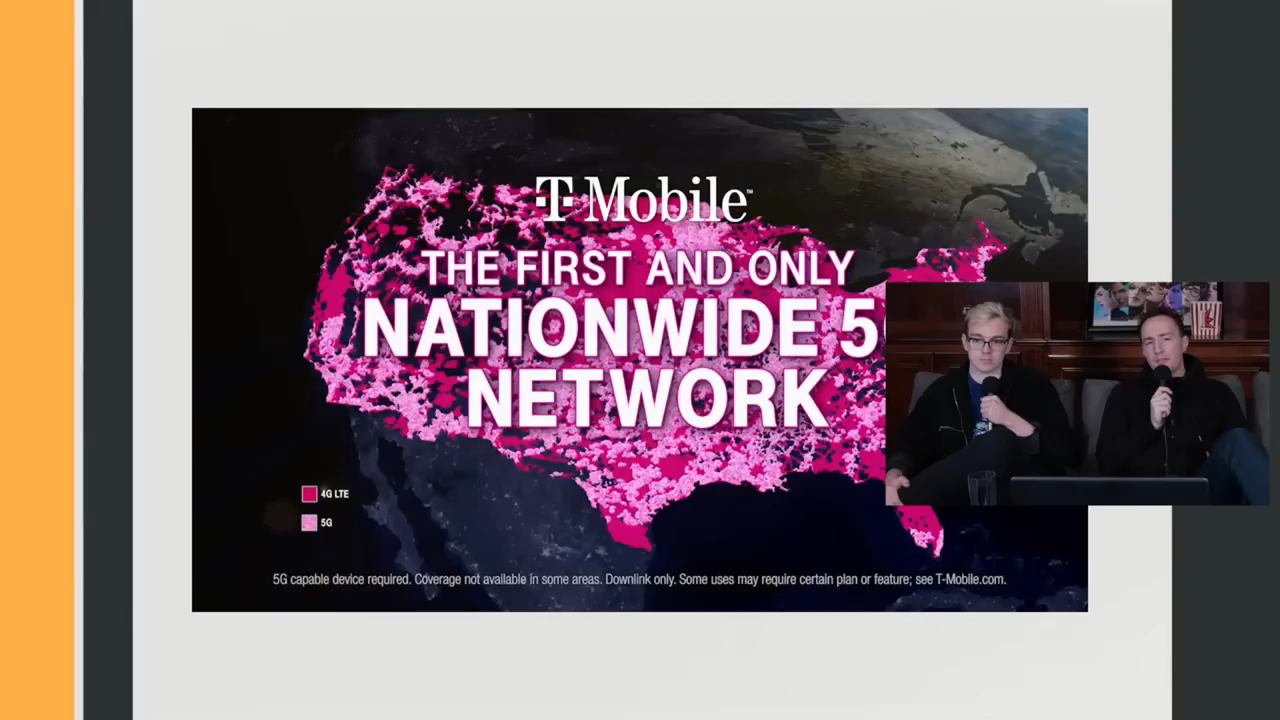 T Mobile™
THE FIRST AND ONLY
NATIONWIDE 5
NETWORK
4G LTE
5G
5G capable device required. Coverage not available in some areas. Downlink only. Some uses may require certain plan or feature; see T-Mobile.com.